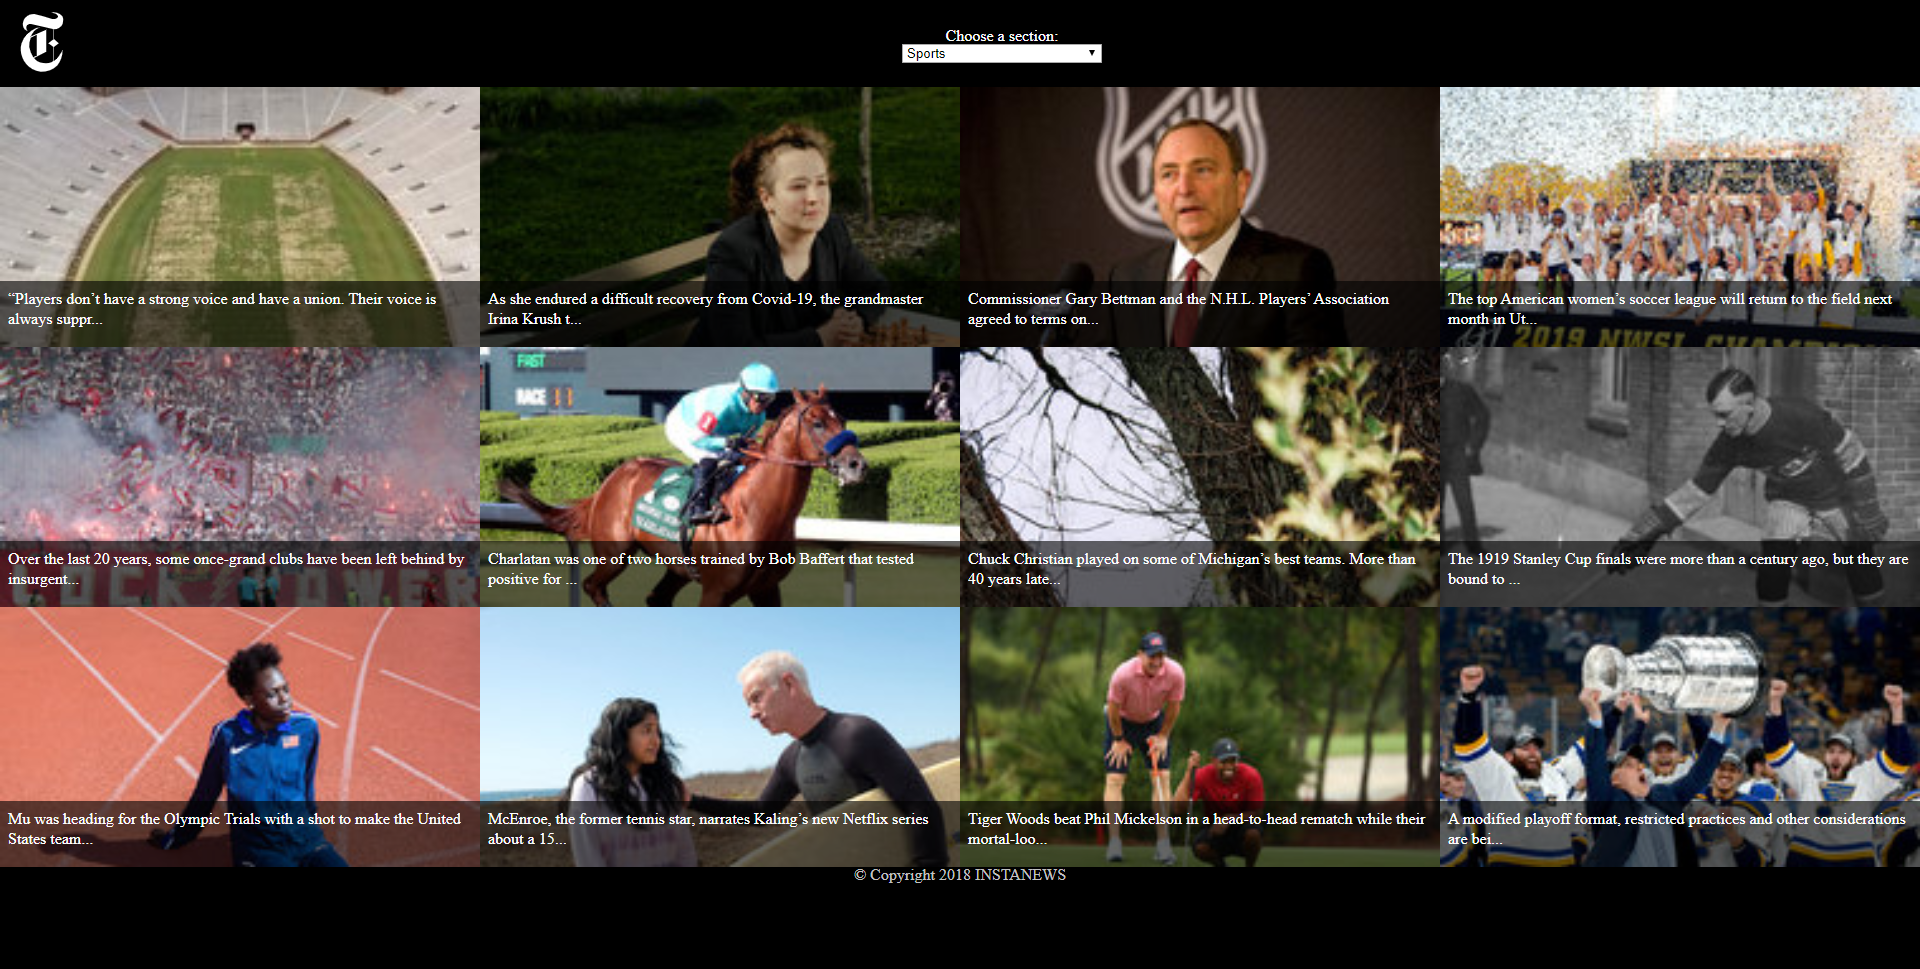 Choose a section:
Sports
“Players don’t have a strong voice and have a union. Their voice is
always suppr...
As she endured a difficult recovery from Covid-19, the grandmaster
Irina Krush t...
Commissioner Gary Bettman and the N.H.L. Players’ Association
agreed to terms on...
The top American women’s soccer league will return to the field next
month in Ut...
2019 NWSL CHAMPION
FAST
RACE 11
Over the last 20 years, some once-grand clubs have been left behind by
insurgent...
Charlatan was one of two horses trained by Bob Baffert that tested
positive for ...
Chuck Christian played on some of Michigan’s best teams. More than
40 years late...
The 1919 Stanley Cup finals were more than a century ago, but they are
bound to ...
Mu was heading for the Olympic Trials with a shot to make the United
States team...
McEnroe, the former tennis star, narrates Kaling’s new Netflix series
about a 15...
Tiger Woods beat Phil Mickelson in a head-to-head rematch while their
mortal-loo...
A modified playoff format, restricted practices and other considerations
are bei...
© Copyright 2018 INSTANEWS